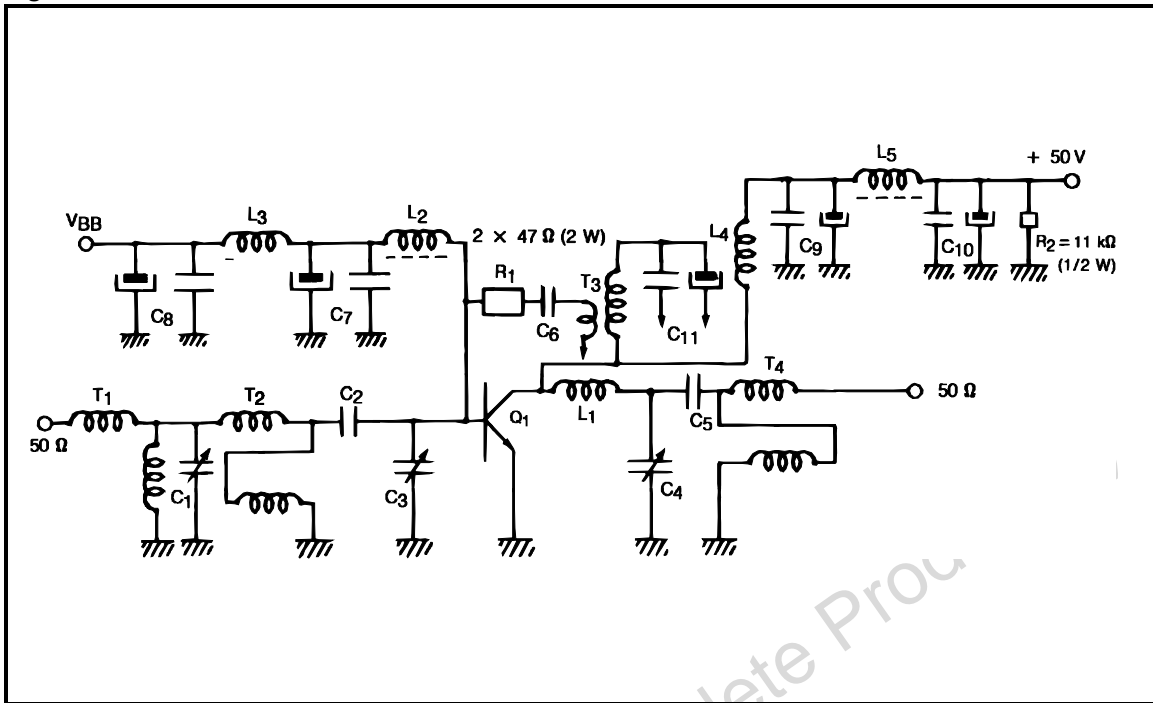 L5
+ 50 V
VBB
L3
L2
2 × 47 Ω (2 W)
L4
C9
C10
R2 = 11 kΩ
(1/2 W)
R1
T3
C8
C7
C6
C11
T1
T2
C2
Q1
L1
C5
T4
50 Ω
50 Ω
C1
C3
C4